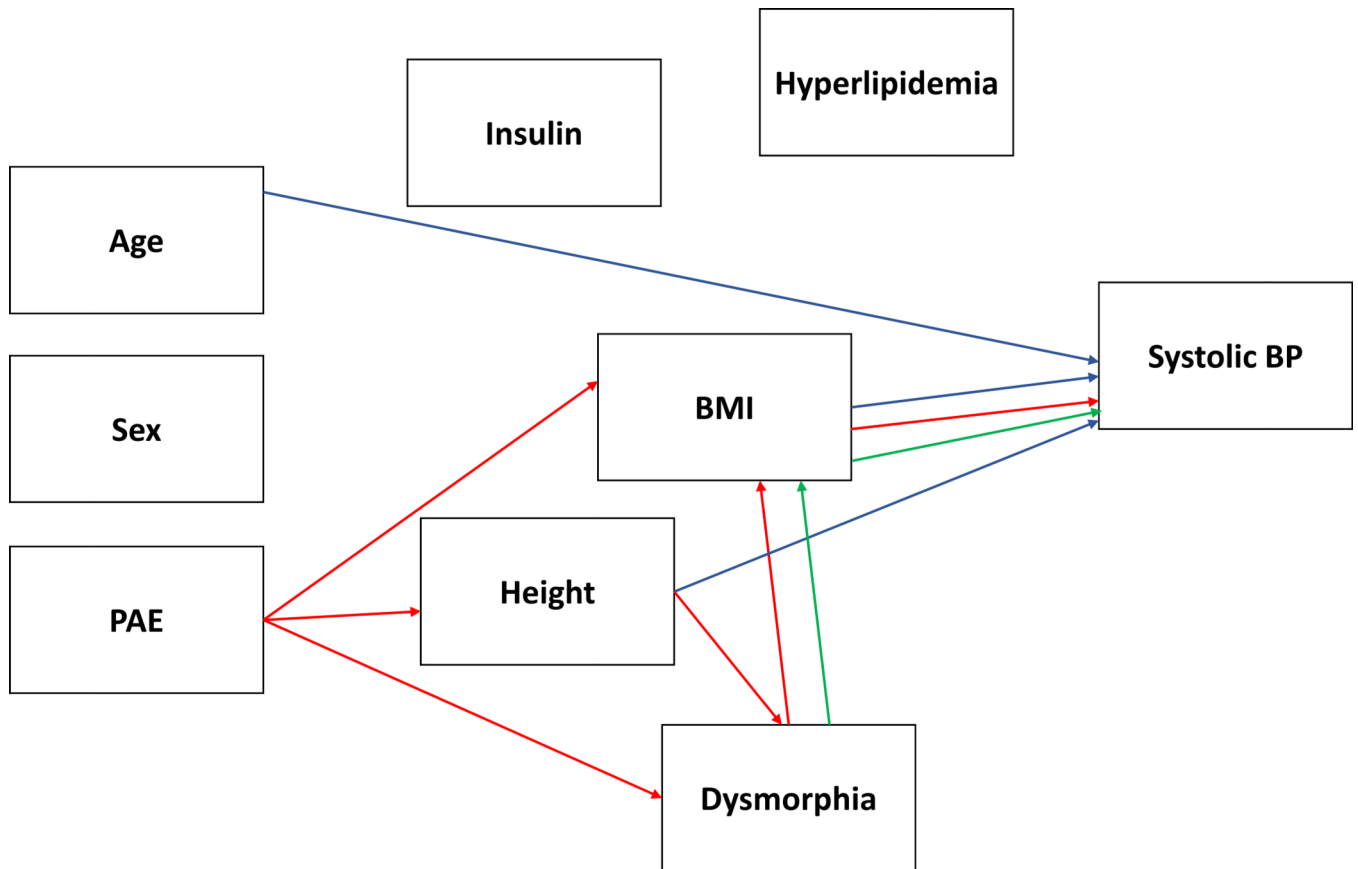 Hyperlipidemia
Insulin
Age
Systolic BP
BMI
Sex
Height
PAE
Dysmorphia